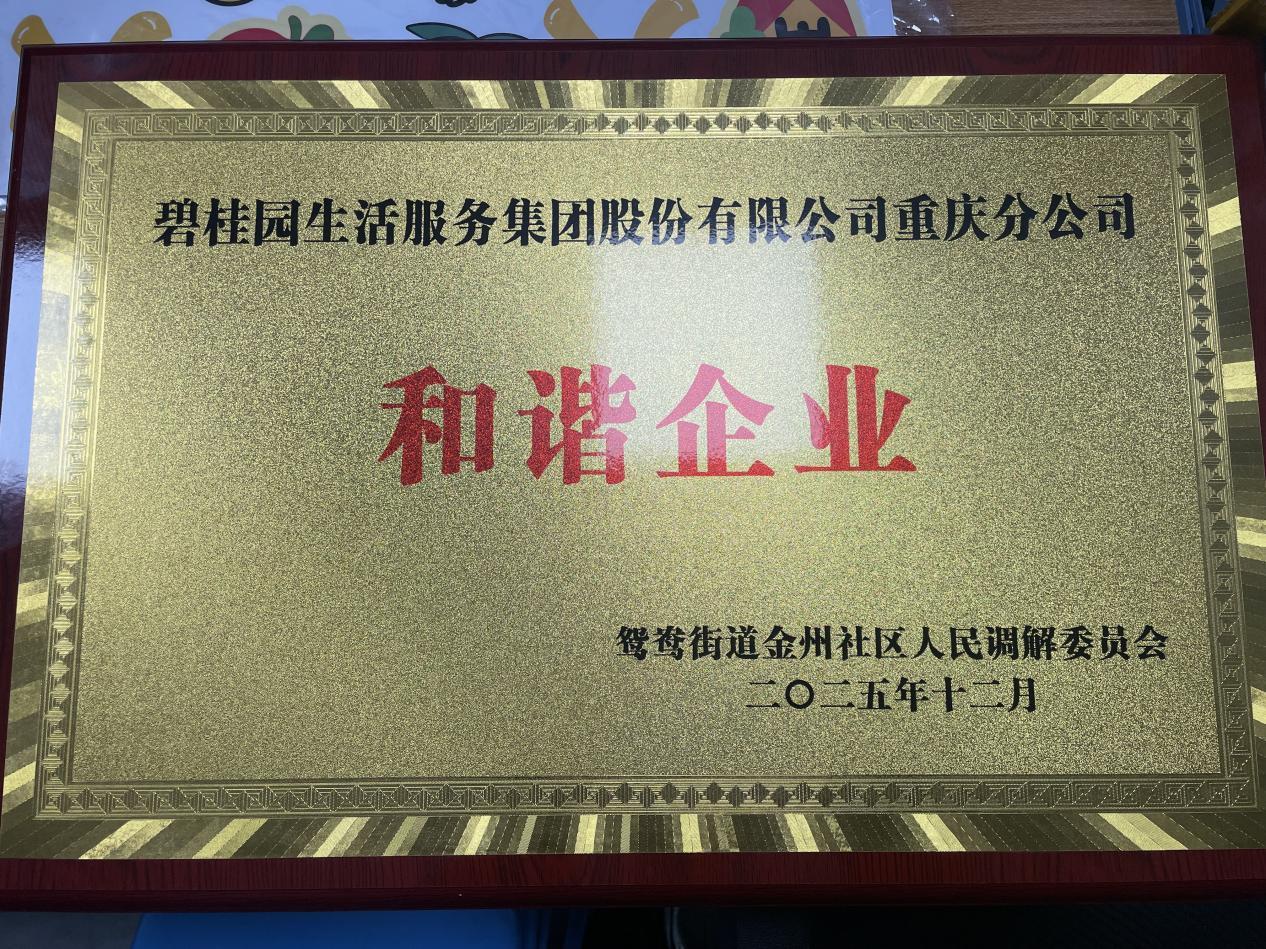 碧桂园生活服务集团股份有限公司重庆分公司
和谐企业
鸳鸯街道金州社区人民调解委员会
二〇二五年十二月